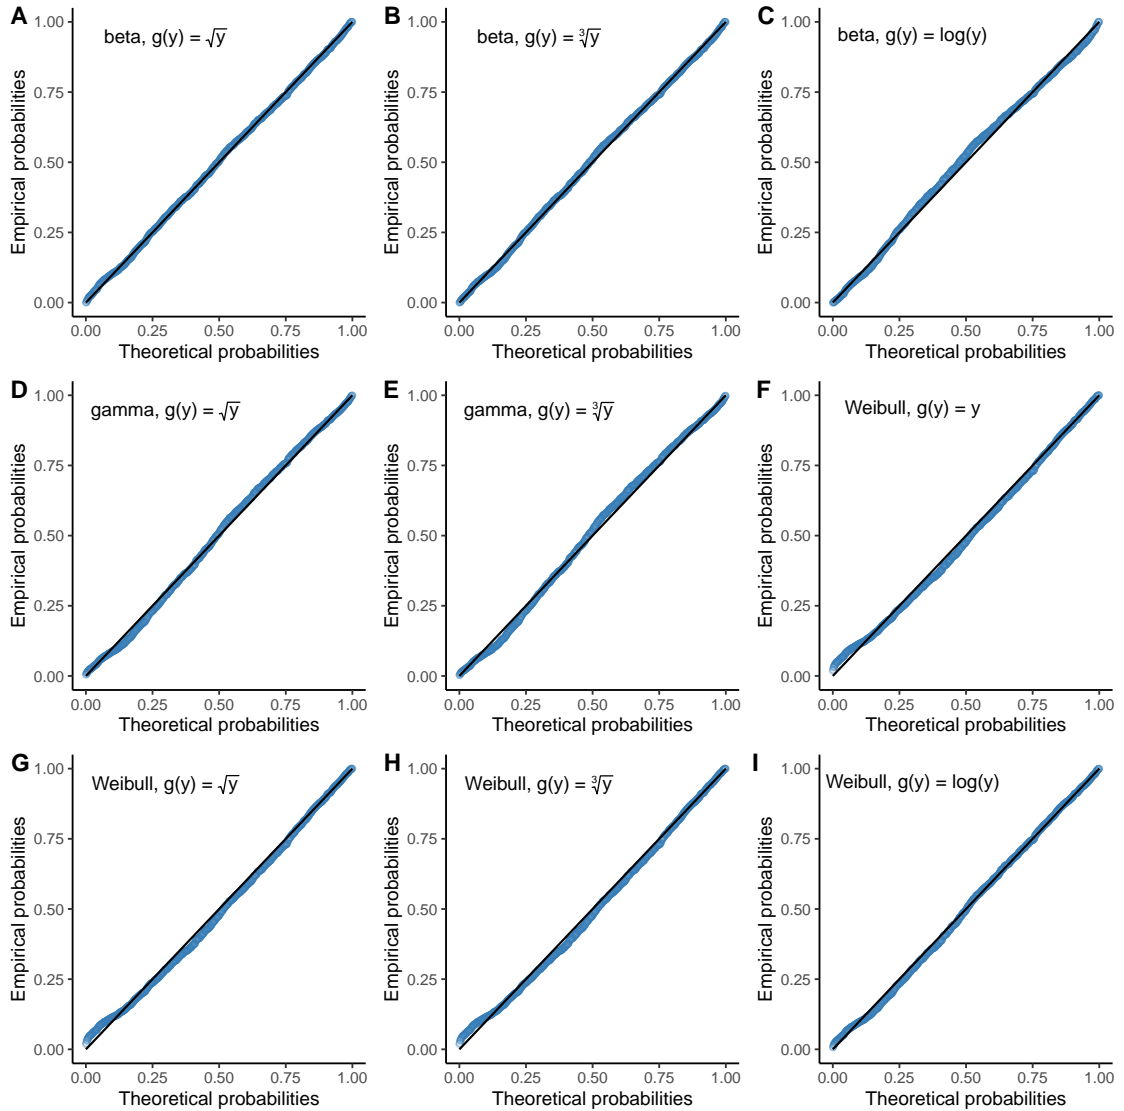 A
beta, g(y) = √y
1.00
0.75
0.50
0.25
0.00
Empirical probabilities
0.00 0.25 0.50 0.75 1.00
Theoretical probabilities
B
beta, g(y) = ∛y
1.00
0.75
0.50
0.25
0.00
Empirical probabilities
0.00 0.25 0.50 0.75 1.00
Theoretical probabilities
C
beta, g(y) = log(y)
1.00
0.75
0.50
0.25
0.00
Empirical probabilities
0.00 0.25 0.50 0.75 1.00
Theoretical probabilities
D
gamma, g(y) = √y
1.00
0.75
0.50
0.25
0.00
Empirical probabilities
0.00 0.25 0.50 0.75 1.00
Theoretical probabilities
E
gamma, g(y) = ∛y
1.00
0.75
0.50
0.25
0.00
Empirical probabilities
0.00 0.25 0.50 0.75 1.00
Theoretical probabilities
F
Weibull, g(y) = y
1.00
0.75
0.50
0.25
0.00
Empirical probabilities
0.00 0.25 0.50 0.75 1.00
Theoretical probabilities
G
Weibull, g(y) = √y
1.00
0.75
0.50
0.25
0.00
Empirical probabilities
0.00 0.25 0.50 0.75 1.00
Theoretical probabilities
H
Weibull, g(y) = ∛y
1.00
0.75
0.50
0.25
0.00
Empirical probabilities
0.00 0.25 0.50 0.75 1.00
Theoretical probabilities
I
Weibull, g(y) = log(y)
1.00
0.75
0.50
0.25
0.00
Empirical probabilities
0.00 0.25 0.50 0.75 1.00
Theoretical probabilities